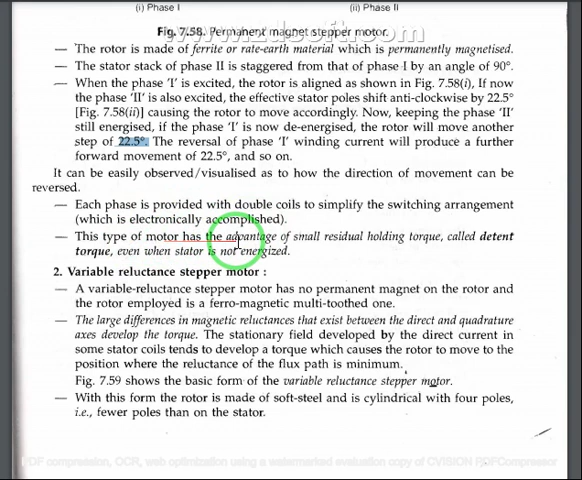 (i) Phase I (ii) Phase II
Fig. 7.58. Permanent magnet stepper motor.
— The rotor is made of ferrite or rare-earth material which is permanently magnetised.
— The stator stack of phase II is staggered from that of phase I by an angle of 90°.
— When the phase 'I' is excited, the rotor is aligned as shown in Fig. 7.58(i), If now
the phase 'II' is also excited, the effective stator poles shift anti-clockwise by 22.5°
[Fig. 7.58(ii)] causing the rotor to move accordingly. Now, keeping the phase 'II'
still energised, if the phase 'I' is now de-energised, the rotor will move another
step of 22.5°. The reversal of phase 'I' winding current will produce a further
forward movement of 22.5°, and so on.
It can be easily observed/visualised as to how the direction of movement can be
reversed.
— Each phase is provided with double coils to simplify the switching arrangement
(which is electronically accomplished).
— This type of motor has the advantage of small residual holding torque, called detent
torque, even when stator is not energized.
2. Variable reluctance stepper motor :
— A variable-reluctance stepper motor has no permanent magnet on the rotor and
the rotor employed is a ferro-magnetic multi-toothed one.
— The large differences in magnetic reluctances that exist between the direct and quadrature
axes develop the torque. The stationary field developed by the direct current in
some stator coils tends to develop a torque which causes the rotor to move to the
position where the reluctance of the flux path is minimum.
Fig. 7.59 shows the basic form of the variable reluctance stepper motor.
— With this form the rotor is made of soft-steel and is cylindrical with four poles,
i.e., fewer poles than on the stator.
PDF compression, OCR, web optimization using a watermarked evaluation copy of CVISION PDFCompressor